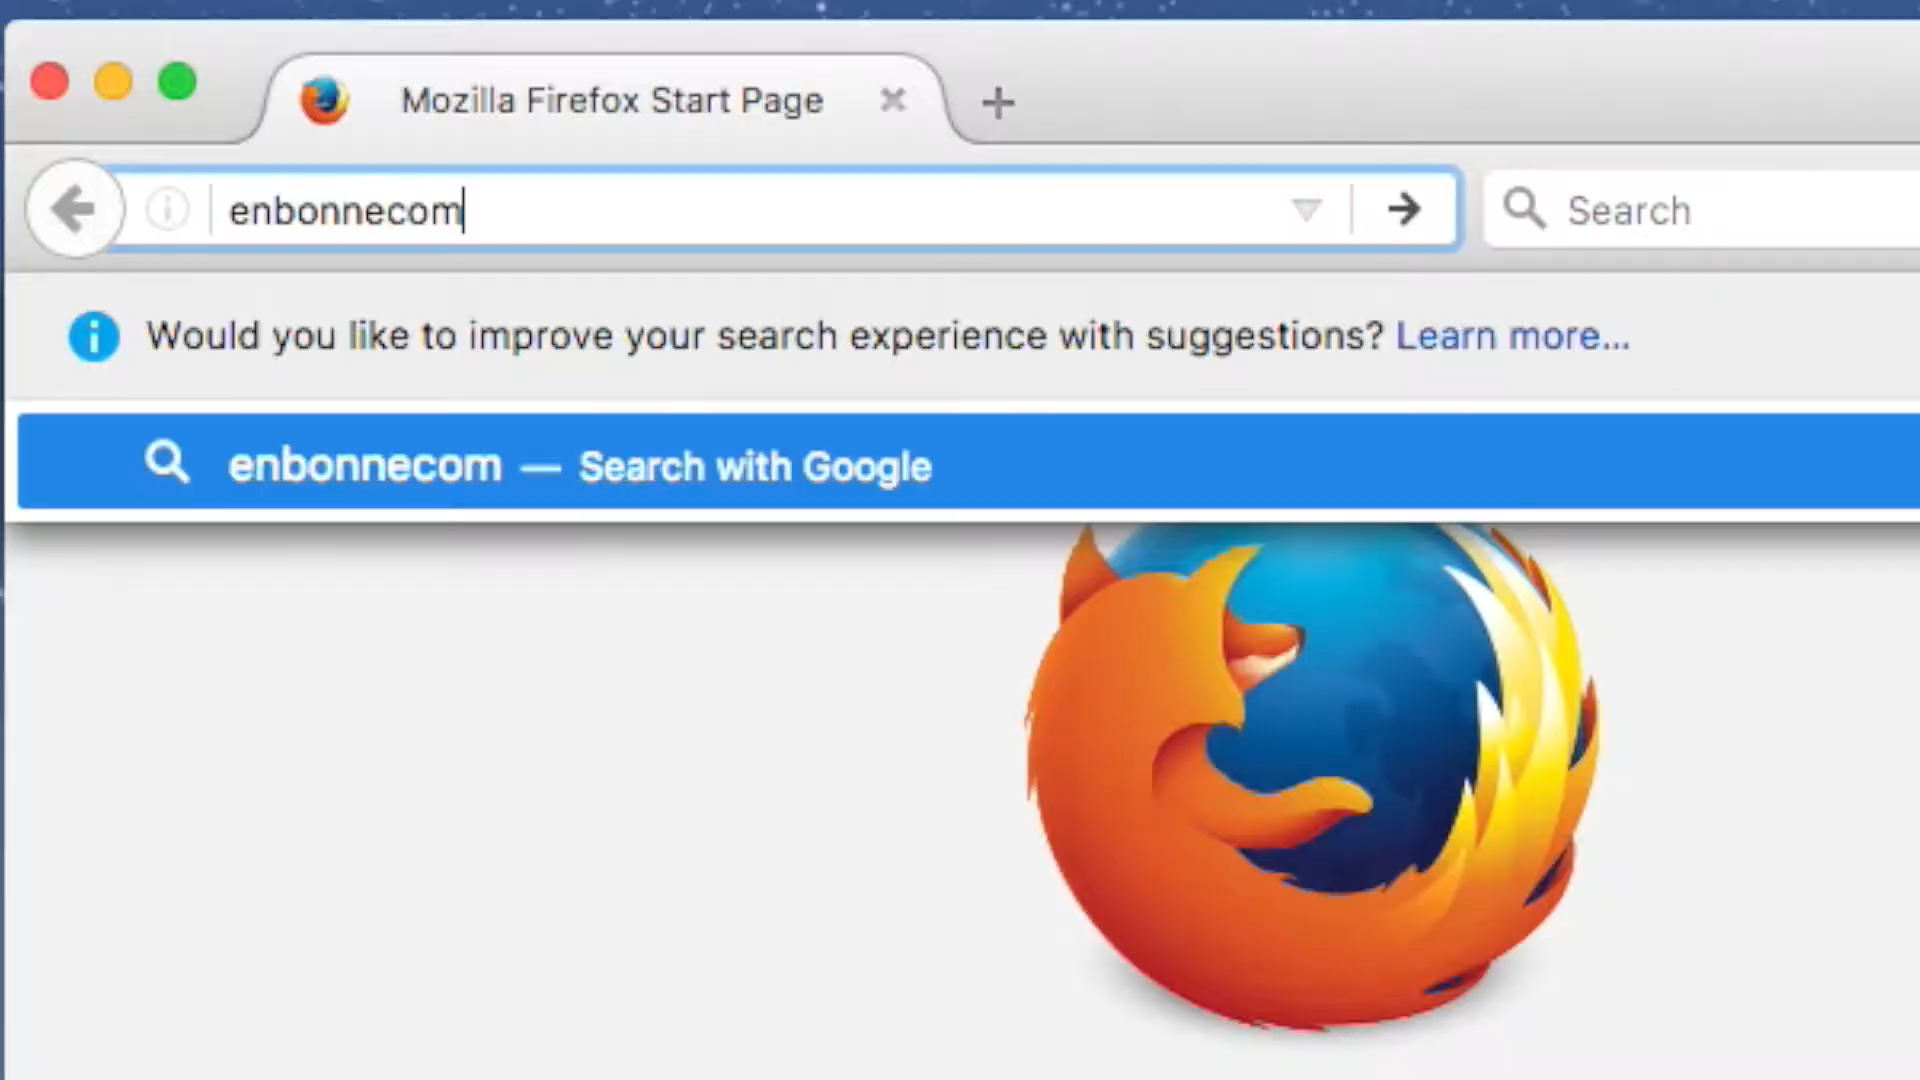 Mozilla Firefox Start Page
enbonnecom
Search
Would you like to improve your search experience with suggestions? Learn more...
enbonnecom — Search with Google